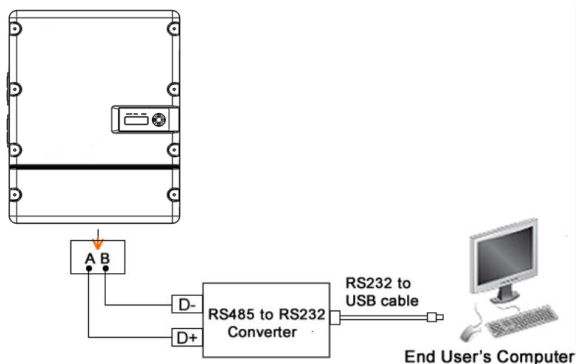 A B
D-
D+
RS485 to RS232
Converter
RS232 to
USB cable
End User's Computer